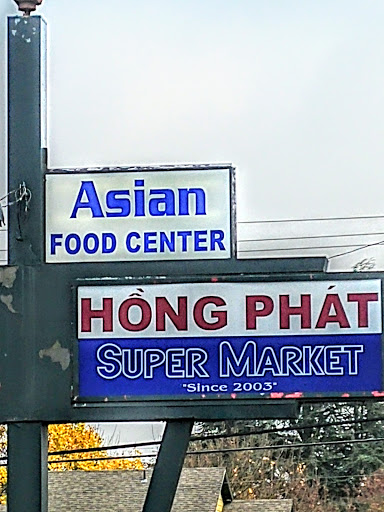 Asian
FOOD CENTER
HỒNG PHÁT
SUPER MARKET
"Since 2003"